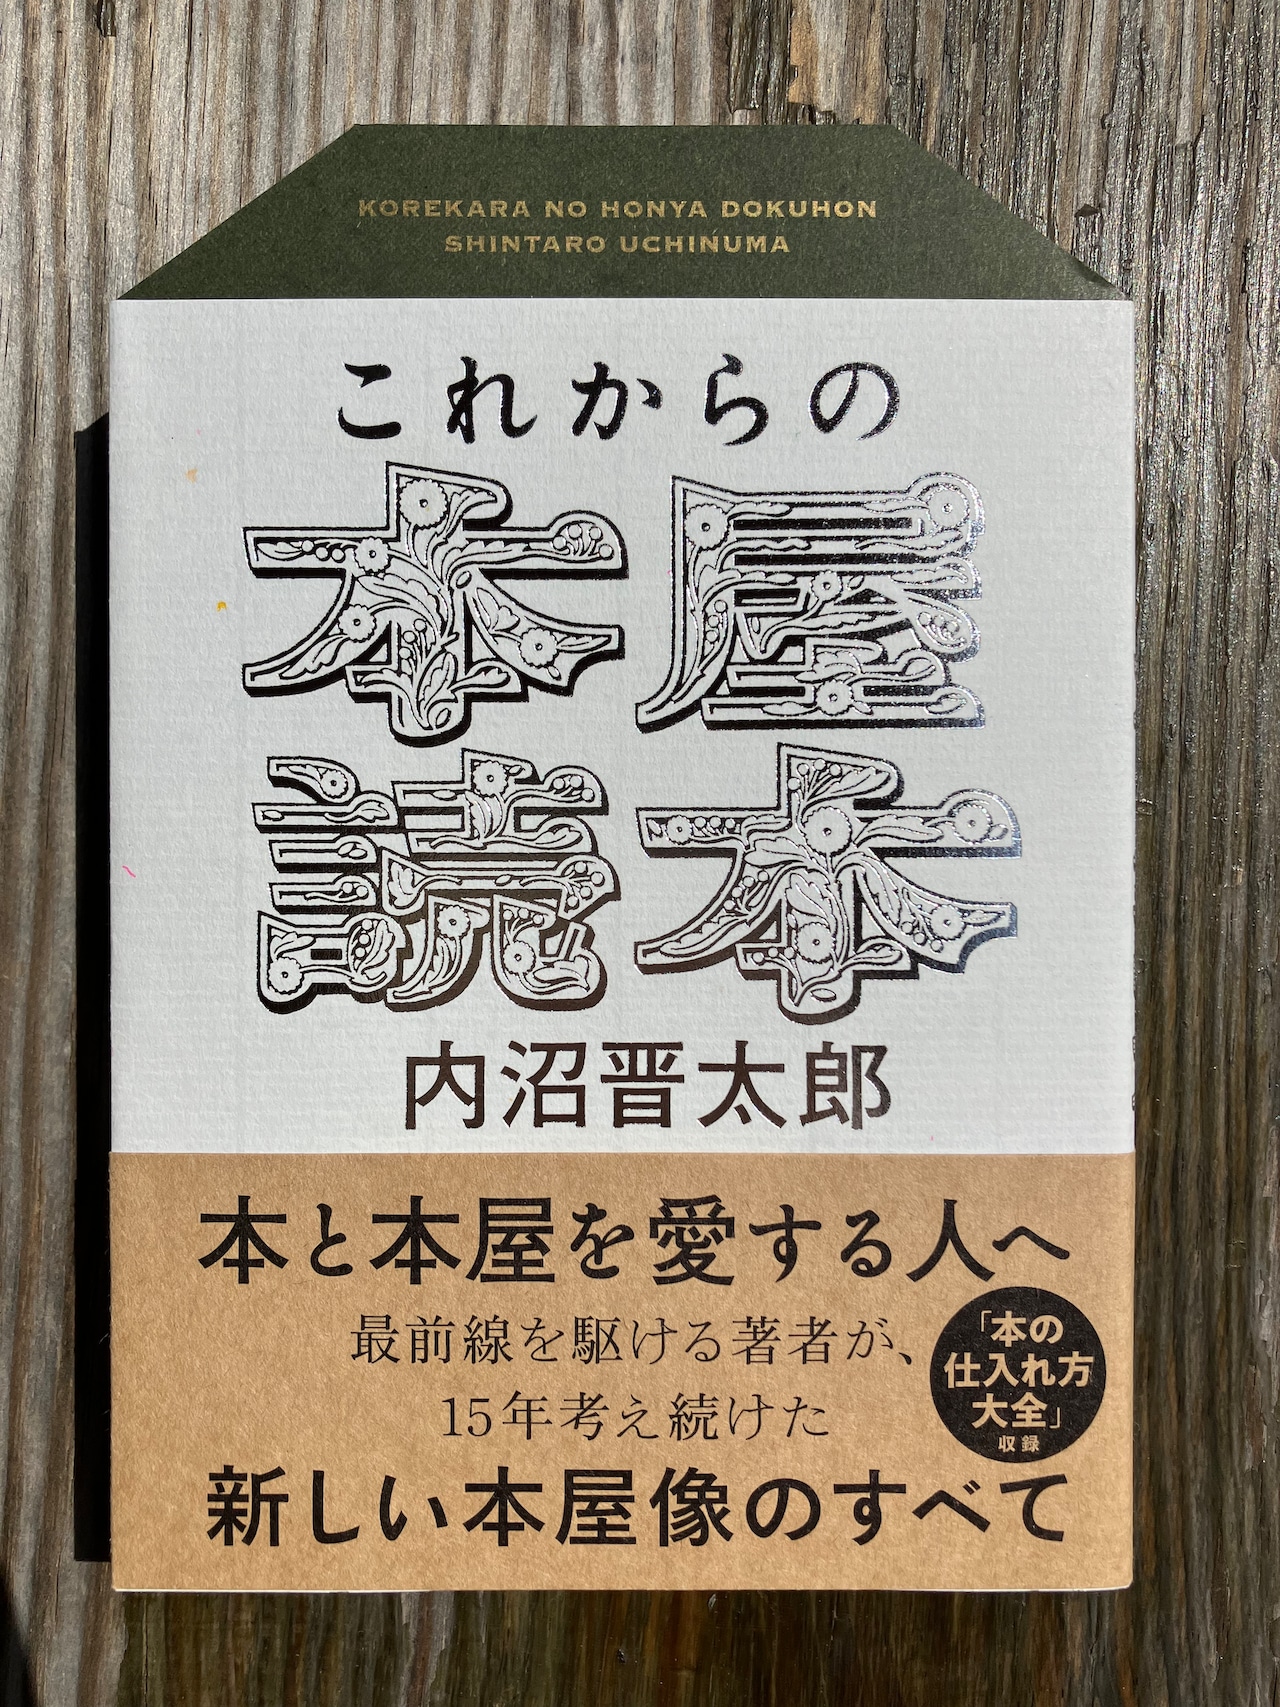 KOREKARA NO HONYA DOKUHON
SHINTARO UCHINUMA
これからの
本屋
読本
内沼晋太郎
本と本屋を愛する人へ
最前線を駆ける著者が、
15年考え続けた
新しい本屋像のすべて
「本の
仕入れ方
大全」
収録